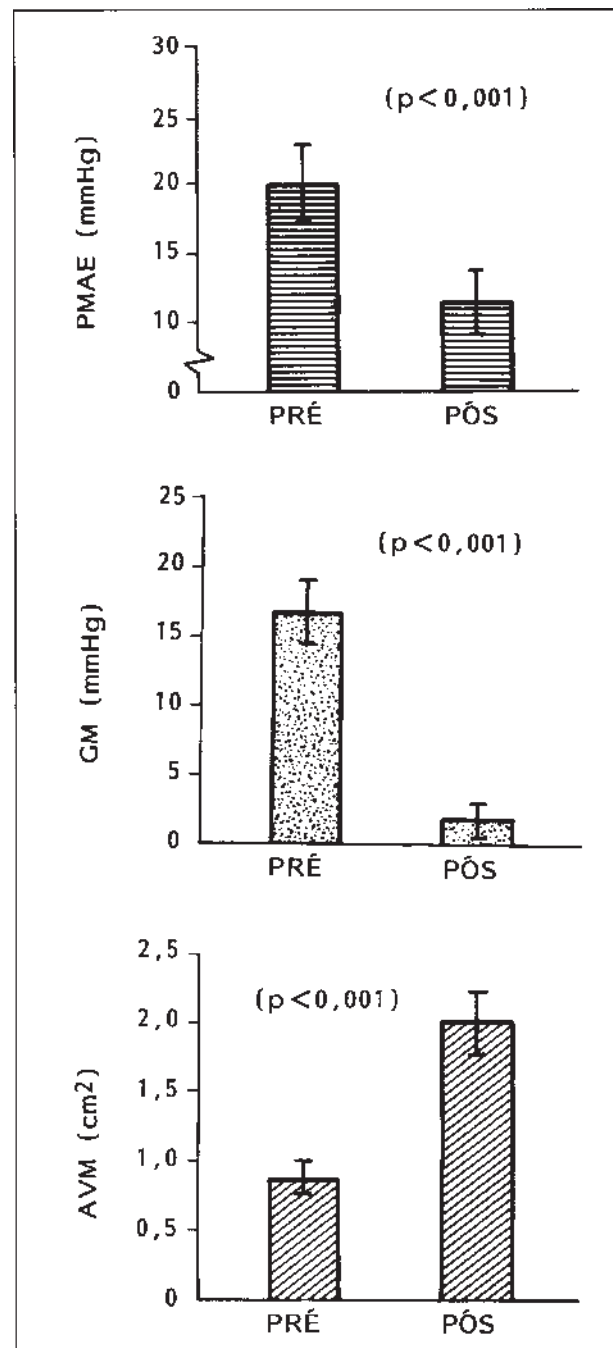 30
(p<0,001)
25
20
15
10
0
PMAE (mmHg)
PRÉ PÓS
25
(p<0,001)
20
15
10
5
0
GM (mmHg)
PRÉ PÓS
2,5
(p<0,001)
2,0
1,5
1,0
0,5
0
AVM (cm²)
PRÉ PÓS